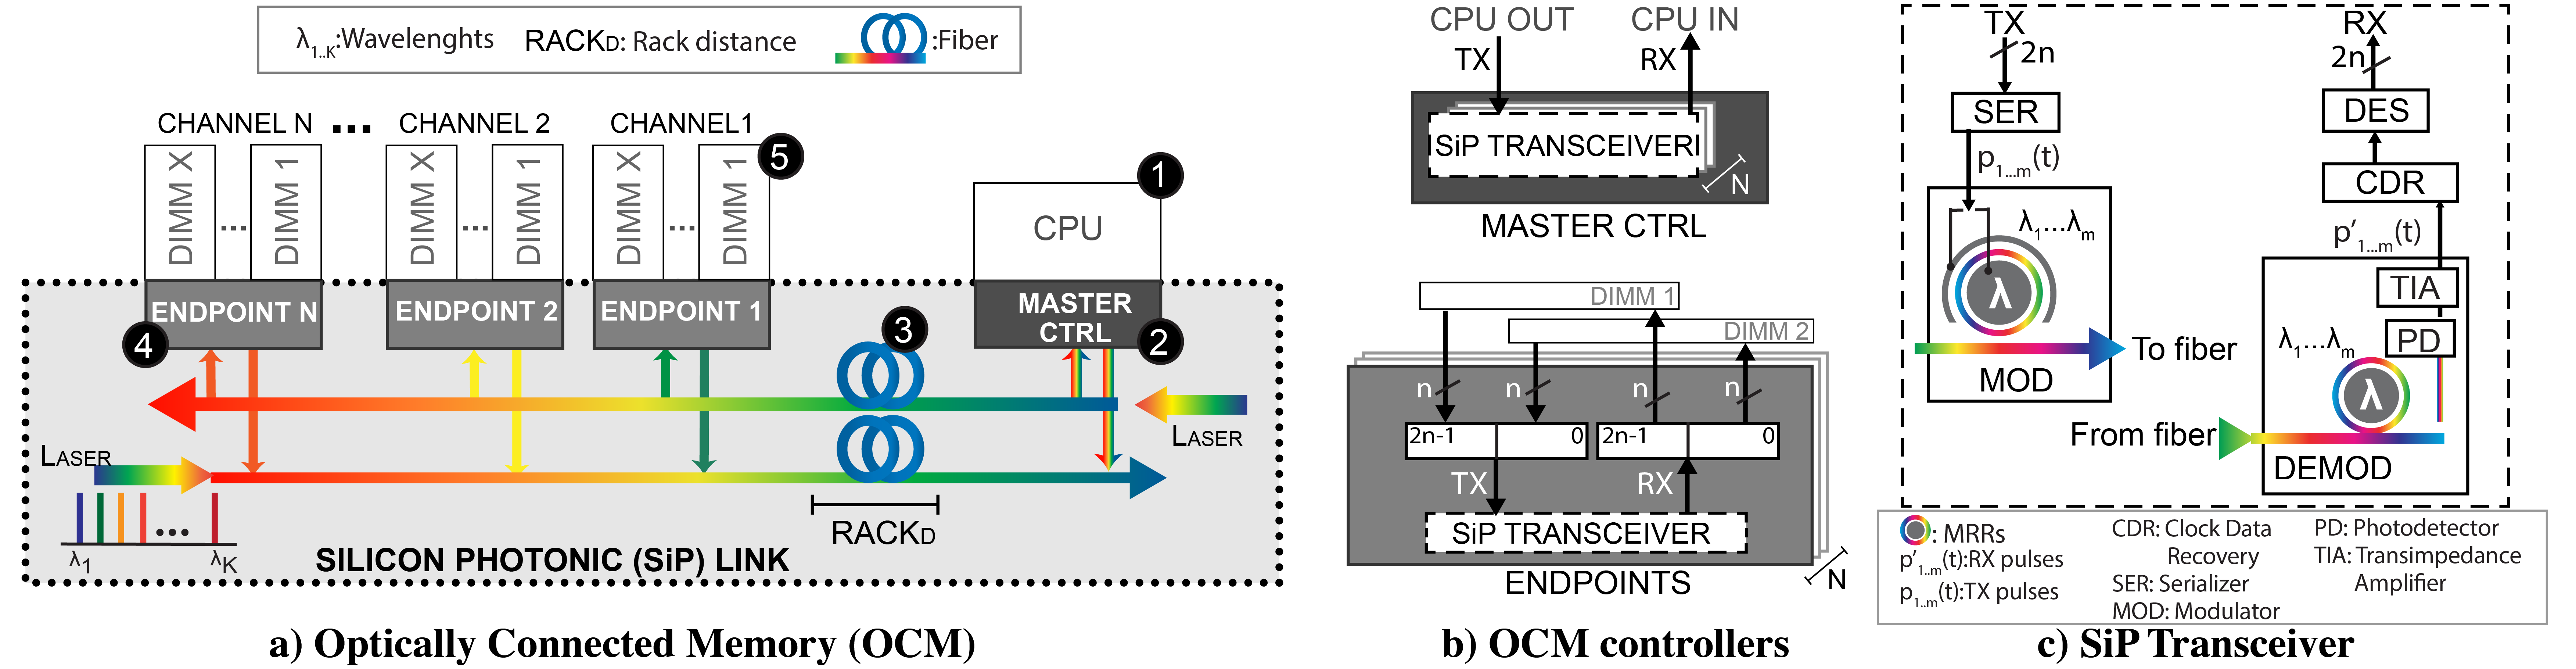 λ1..K:Wavelenghts RACKD: Rack distance :Fiber
CHANNEL N ... CHANNEL 2 CHANNEL1
DIMM X ... DIMM 1 DIMM X ... DIMM 1 DIMM X ... DIMM 1
5
1
CPU
ENDPOINT N ENDPOINT 2 ENDPOINT 1
MASTER
CTRL
4
3
2
LASER
LASER
RACKD
λ1 ... λK
SILICON PHOTONIC (SiP) LINK
a) Optically Connected Memory (OCM)
CPU OUT CPU IN
TX RX
SiP TRANSCEIVER
N
MASTER CTRL
DIMM 1
DIMM 2
n n n n
2n-1 0 2n-1 0
TX RX
SiP TRANSCEIVER
ENDPOINTS N
b) OCM controllers
TX RX
2n 2n
SER DES
p1...m(t)
CDR
λ1...λm
p'1...m(t)
λ
TIA
PD
To fiber
MOD
λ1...λm
λ
From fiber
DEMOD
: MRRs
p'1..m(t):RX pulses
p1..m(t):TX pulses
CDR: Clock Data
Recovery
SER: Serializer
MOD: Modulator
PD: Photodetector
TIA: Transimpedance
Amplifier
c) SiP Transceiver